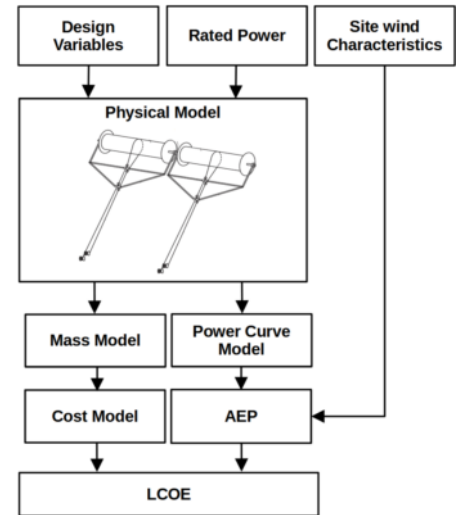 Design
Variables
Rated Power
Site wind
Characteristics
Physical Model
Mass Model
Power Curve
Model
Cost Model
AEP
LCOE